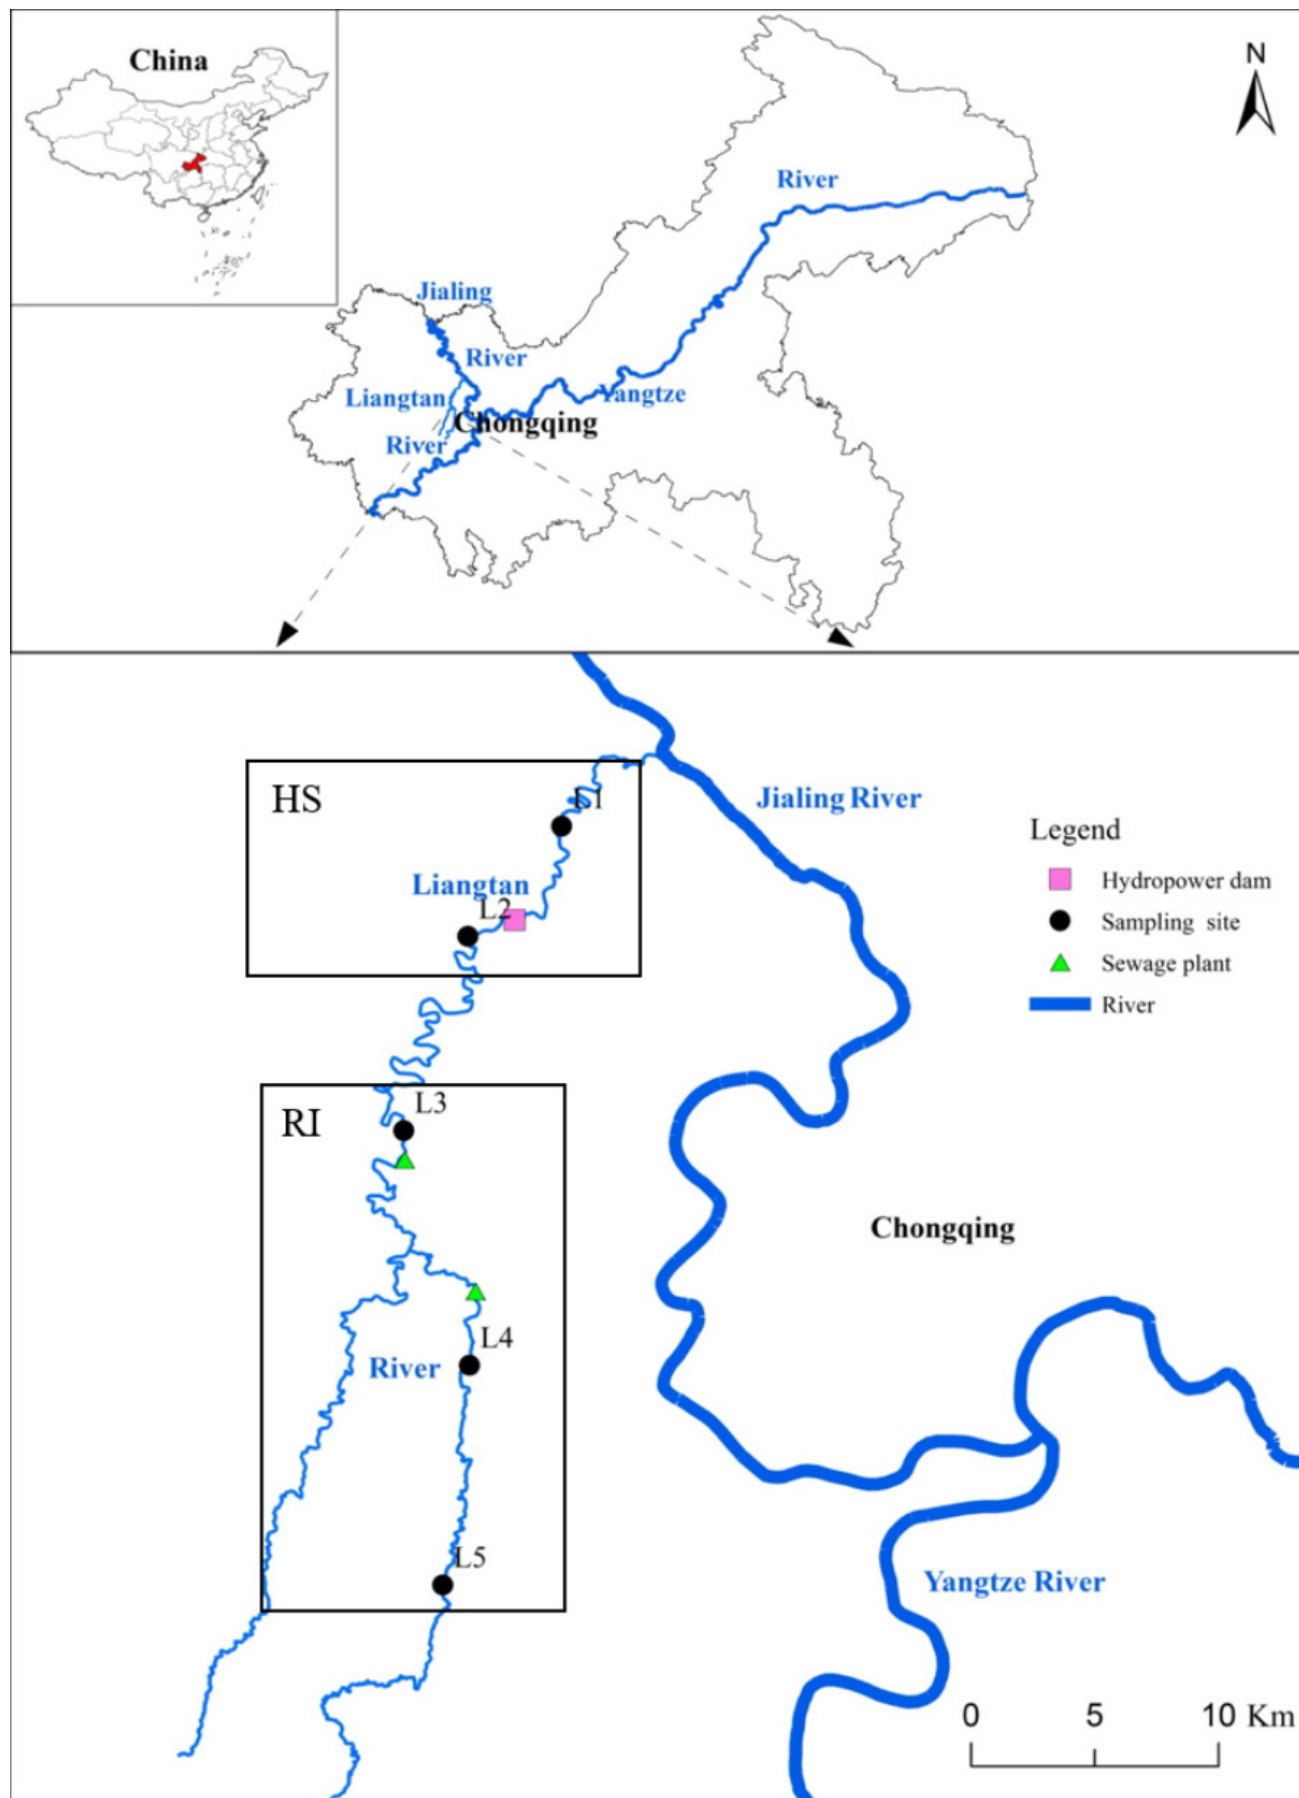 China
N
River
Jialing
River
Liangtan
Yangtze
Chongqing
River
HS
L1
Jialing River
Legend
Liangtan
Hydropower dam
L2
Sampling site
Sewage plant
River
L3
RI
Chongqing
L4
River
L5
Yangtze River
0 5 10 Km